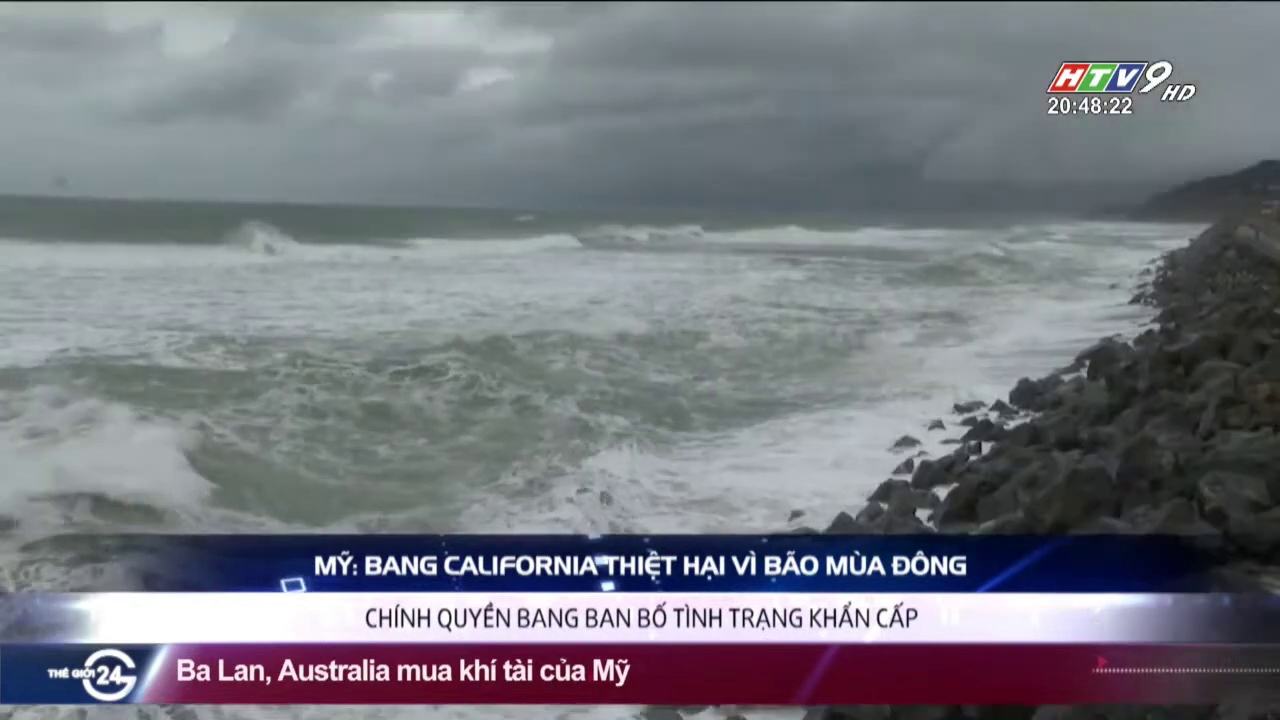 HTV9 HD
20:48:22
MỸ: BANG CALIFORNIA THIỆT HẠI VÌ BÃO MÙA ĐÔNG
CHÍNH QUYỀN BANG BAN BỐ TÌNH TRẠNG KHẨN CẤP
THẾ GIỚI 24G
Ba Lan, Australia mua khí tài của Mỹ